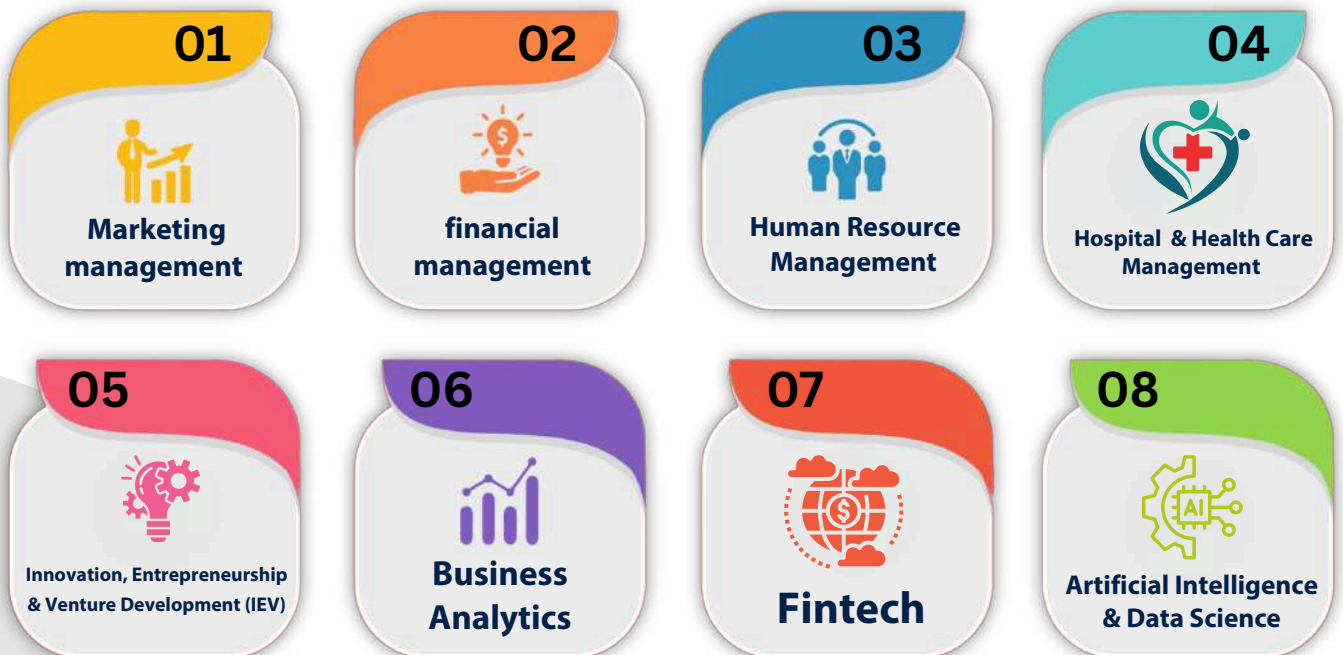 01
Marketing
management
02
financial
management
03
Human Resource
Management
04
Hospital & Health Care
Management
05
Innovation, Entrepreneurship
& Venture Development (IEV)
06
Business
Analytics
07
$
Fintech
08
AI
Artificial Intelligence
& Data Science